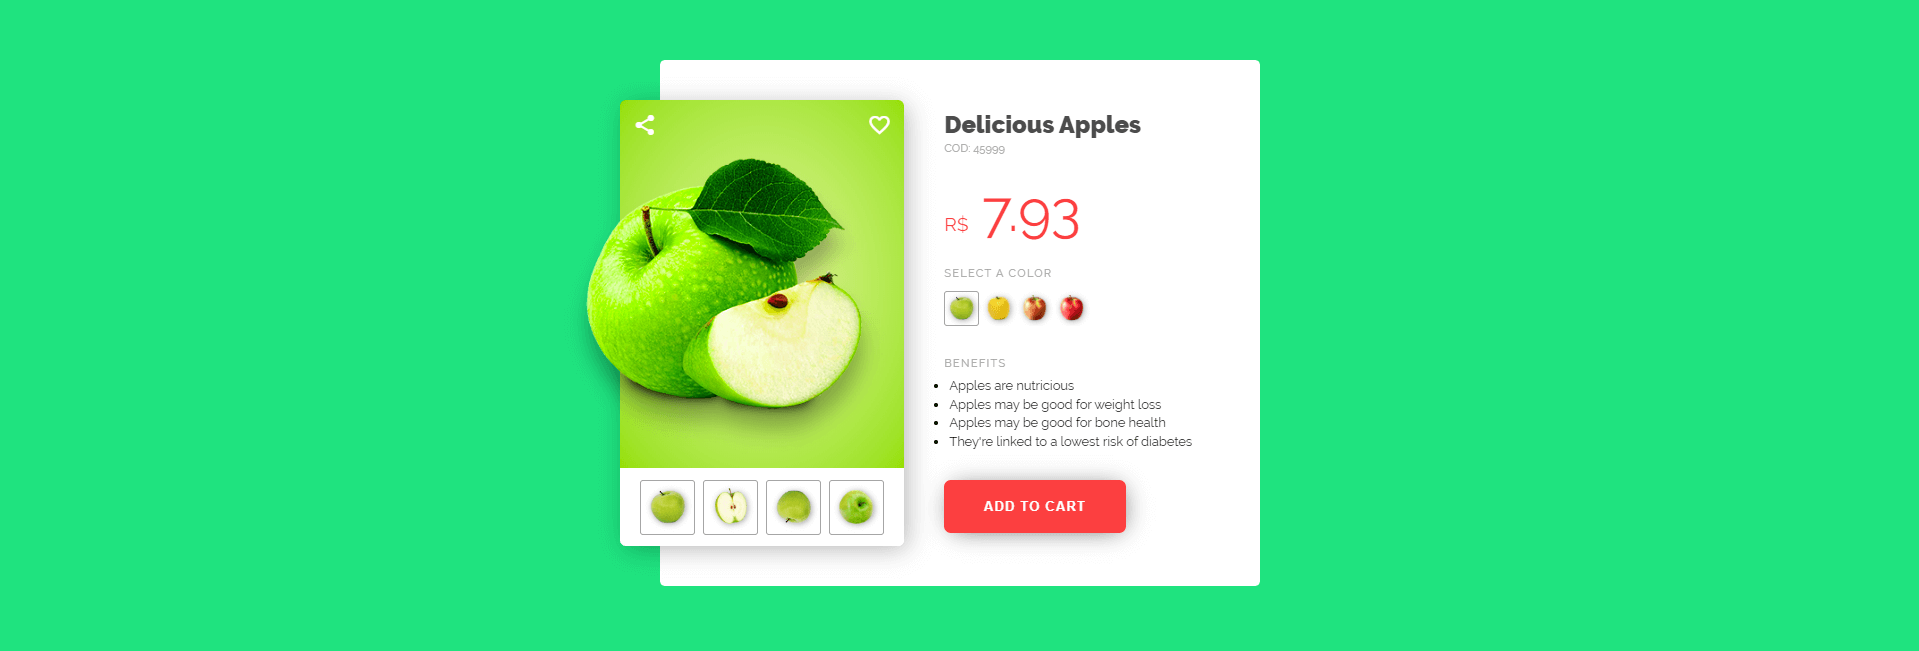 Delicious Apples
COD: 45999
R$ 7.93
SELECT A COLOR
BENEFITS
Apples are nutricious
Apples may be good for weight loss
Apples may be good for bone health
They're linked to a lowest risk of diabetes
ADD TO CART